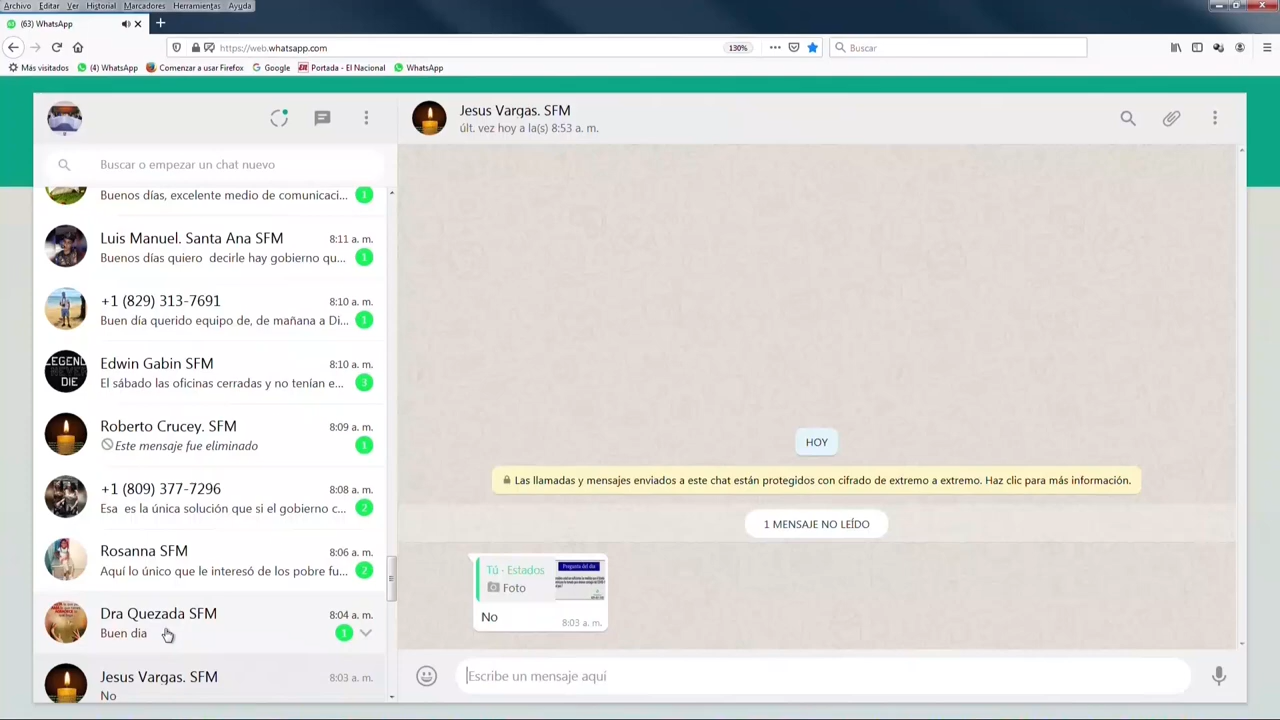 Archivo Editar Ver Historial Marcadores Herramientas Ayuda
(63) WhatsApp
https://web.whatsapp.com
130%
Buscar
Más visitados (4) WhatsApp Comenzar a usar Firefox Google Portada - El Nacional WhatsApp
Buscar o empezar un chat nuevo
Buenos días, excelente medio de comunicaci... 1
Luis Manuel. Santa Ana SFM 8:11 a. m.
Buenos días quiero decirle hay gobierno qu... 1
+1 (829) 313-7691 8:10 a. m.
Buen día querido equipo de, de mañana a Di... 1
LEGEND NEVER DIE
Edwin Gabin SFM 8:10 a. m.
El sábado las oficinas cerradas y no tenían e... 3
Roberto Crucey. SFM 8:09 a. m.
Este mensaje fue eliminado 1
+1 (809) 377-7296 8:08 a. m.
Esa es la única solución que si el gobierno c... 2
Rosanna SFM 8:06 a. m.
Aquí lo único que le interesó de los pobre fu... 2
Dra Quezada SFM 8:04 a. m.
Buen dia 1
Jesus Vargas. SFM 8:03 a. m.
No
Jesus Vargas. SFM
últ. vez hoy a la(s) 8:53 a. m.
HOY
Las llamadas y mensajes enviados a este chat están protegidos con cifrado de extremo a extremo. Haz clic para más información.
1 MENSAJE NO LEÍDO
Tú · Estados
Foto
Pregunta del dia
No
8:03 a. m.
Escribe un mensaje aquí